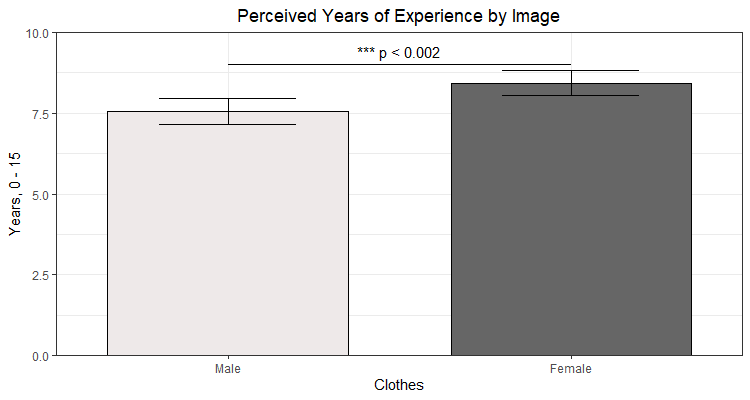 Perceived Years of Experience by Image
*** p < 0.002
10.0
7.5
5.0
2.5
0.0
Years, 0 - 15
Male
Female
Clothes